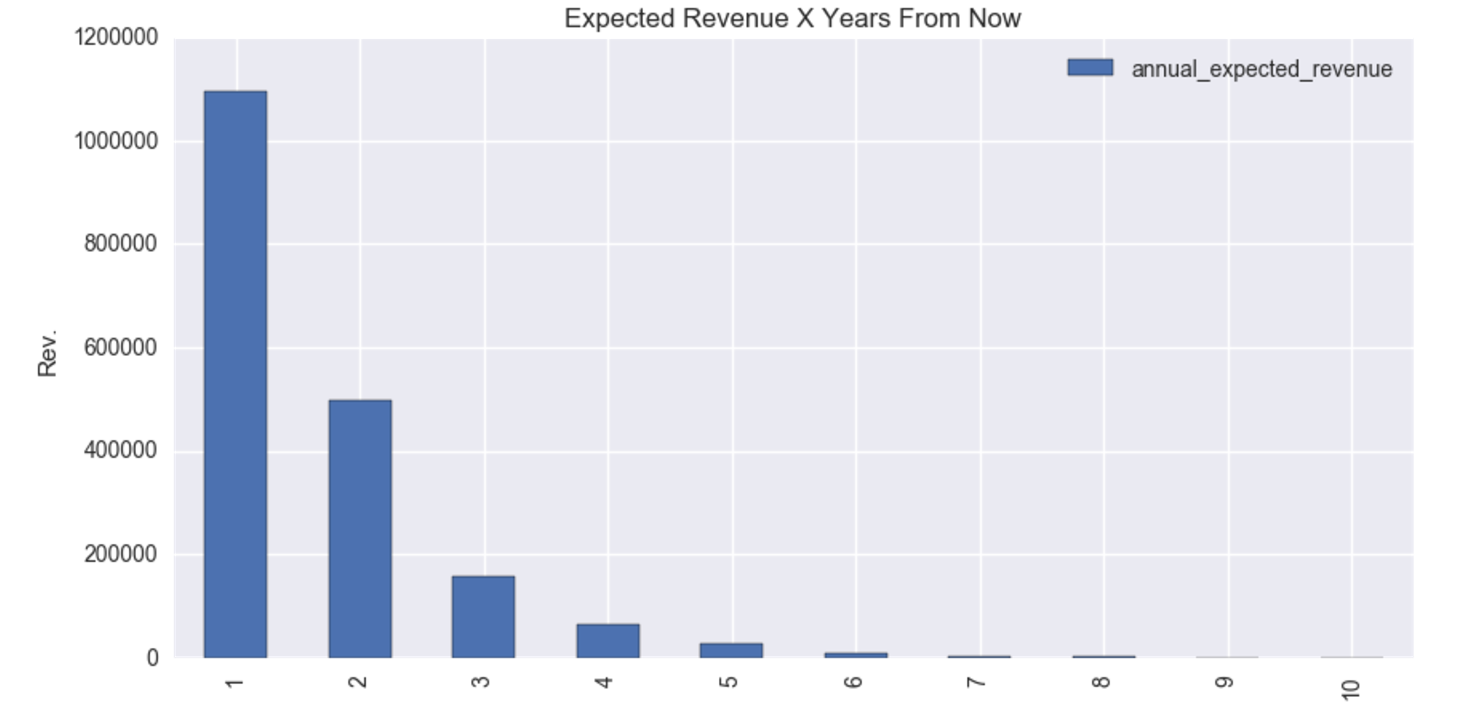 Expected Revenue X Years From Now
annual_expected_revenue
1200000
1000000
800000
600000
400000
200000
0
Rev.
1 2 3 4 5 6 7 8 9 10